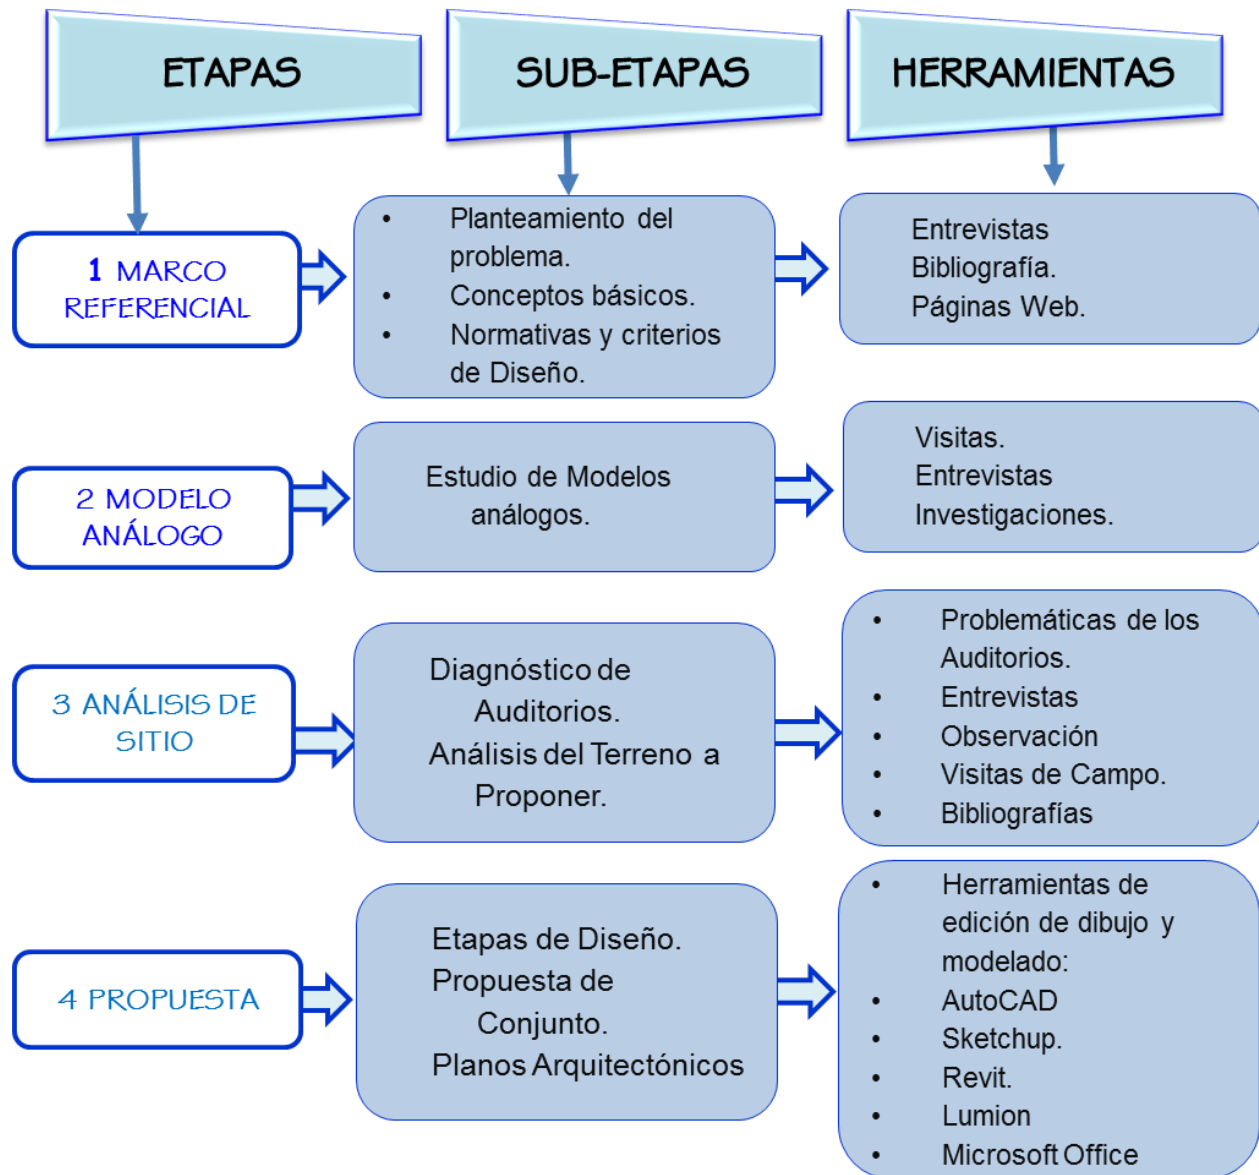 ETAPAS
SUB-ETAPAS
HERRAMIENTAS
1 MARCO
REFERENCIAL
• Planteamiento del
problema.
• Conceptos básicos.
• Normativas y criterios
de Diseño.
Entrevistas
Bibliografía.
Páginas Web.
2 MODELO
ANÁLOGO
Estudio de Modelos
análogos.
Visitas.
Entrevistas
Investigaciones.
3 ANÁLISIS DE
SITIO
Diagnóstico de
Auditorios.
Análisis del Terreno a
Proponer.
• Problemáticas de los
Auditorios.
• Entrevistas
• Observación
• Visitas de Campo.
• Bibliografías
4 PROPUESTA
Etapas de Diseño.
Propuesta de
Conjunto.
Planos Arquitectónicos
• Herramientas de
edición de dibujo y
modelado:
• AutoCAD
• Sketchup.
• Revit.
• Lumion
• Microsoft Office